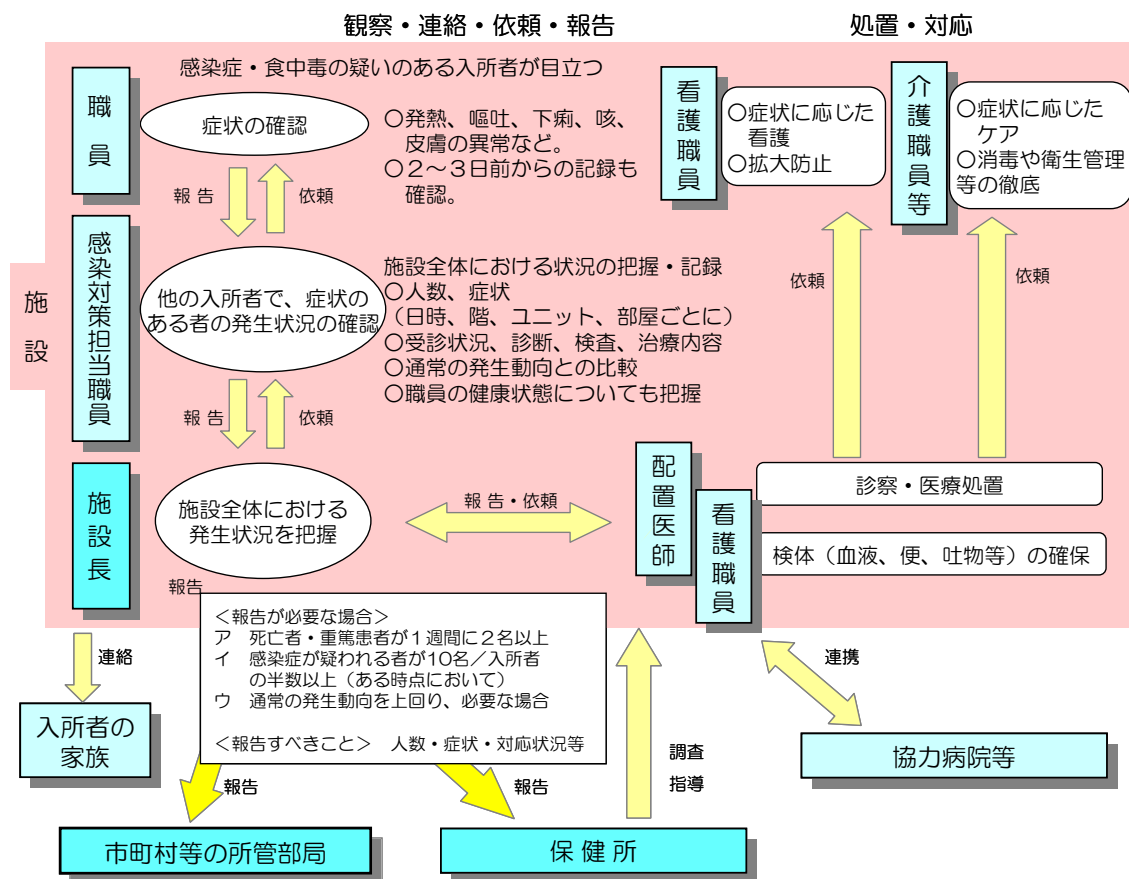 観察・連絡・依頼・報告
処置・対応
施設
職員
感染症・食中毒の疑いのある入所者が目立つ
症状の確認
○発熱、嘔吐、下痢、咳、
皮膚の異常など。
○２～３日前からの記録も
確認。
報 告
依頼
感染対策担当職員
他の入所者で、症状の
ある者の発生状況の確認
施設全体における状況の把握・記録
○人数、症状
（日時、階、ユニット、部屋ごとに）
○受診状況、診断、検査、治療内容
○通常の発生動向との比較
○職員の健康状態についても把握
報 告
依頼
施設長
施設全体における
発生状況を把握
報 告・依頼
看護職員
○症状に応じた
看護
○拡大防止
介護職員等
○症状に応じた
ケア
○消毒や衛生管理
等の徹底
依頼
依頼
配置医師
看護職員
診察・医療処置
検体（血液、便、吐物等）の確保
報告
＜報告が必要な場合＞
ア　死亡者・重篤患者が１週間に２名以上
イ　感染症が疑われる者が10名／入所者
の半数以上（ある時点において）
ウ　通常の発生動向を上回り、必要な場合
＜報告すべきこと＞　人数・症状・対応状況等
連絡
入所者の
家族
報告
報告
調査
指導
連携
協力病院等
市町村等の所管部局
保 健 所